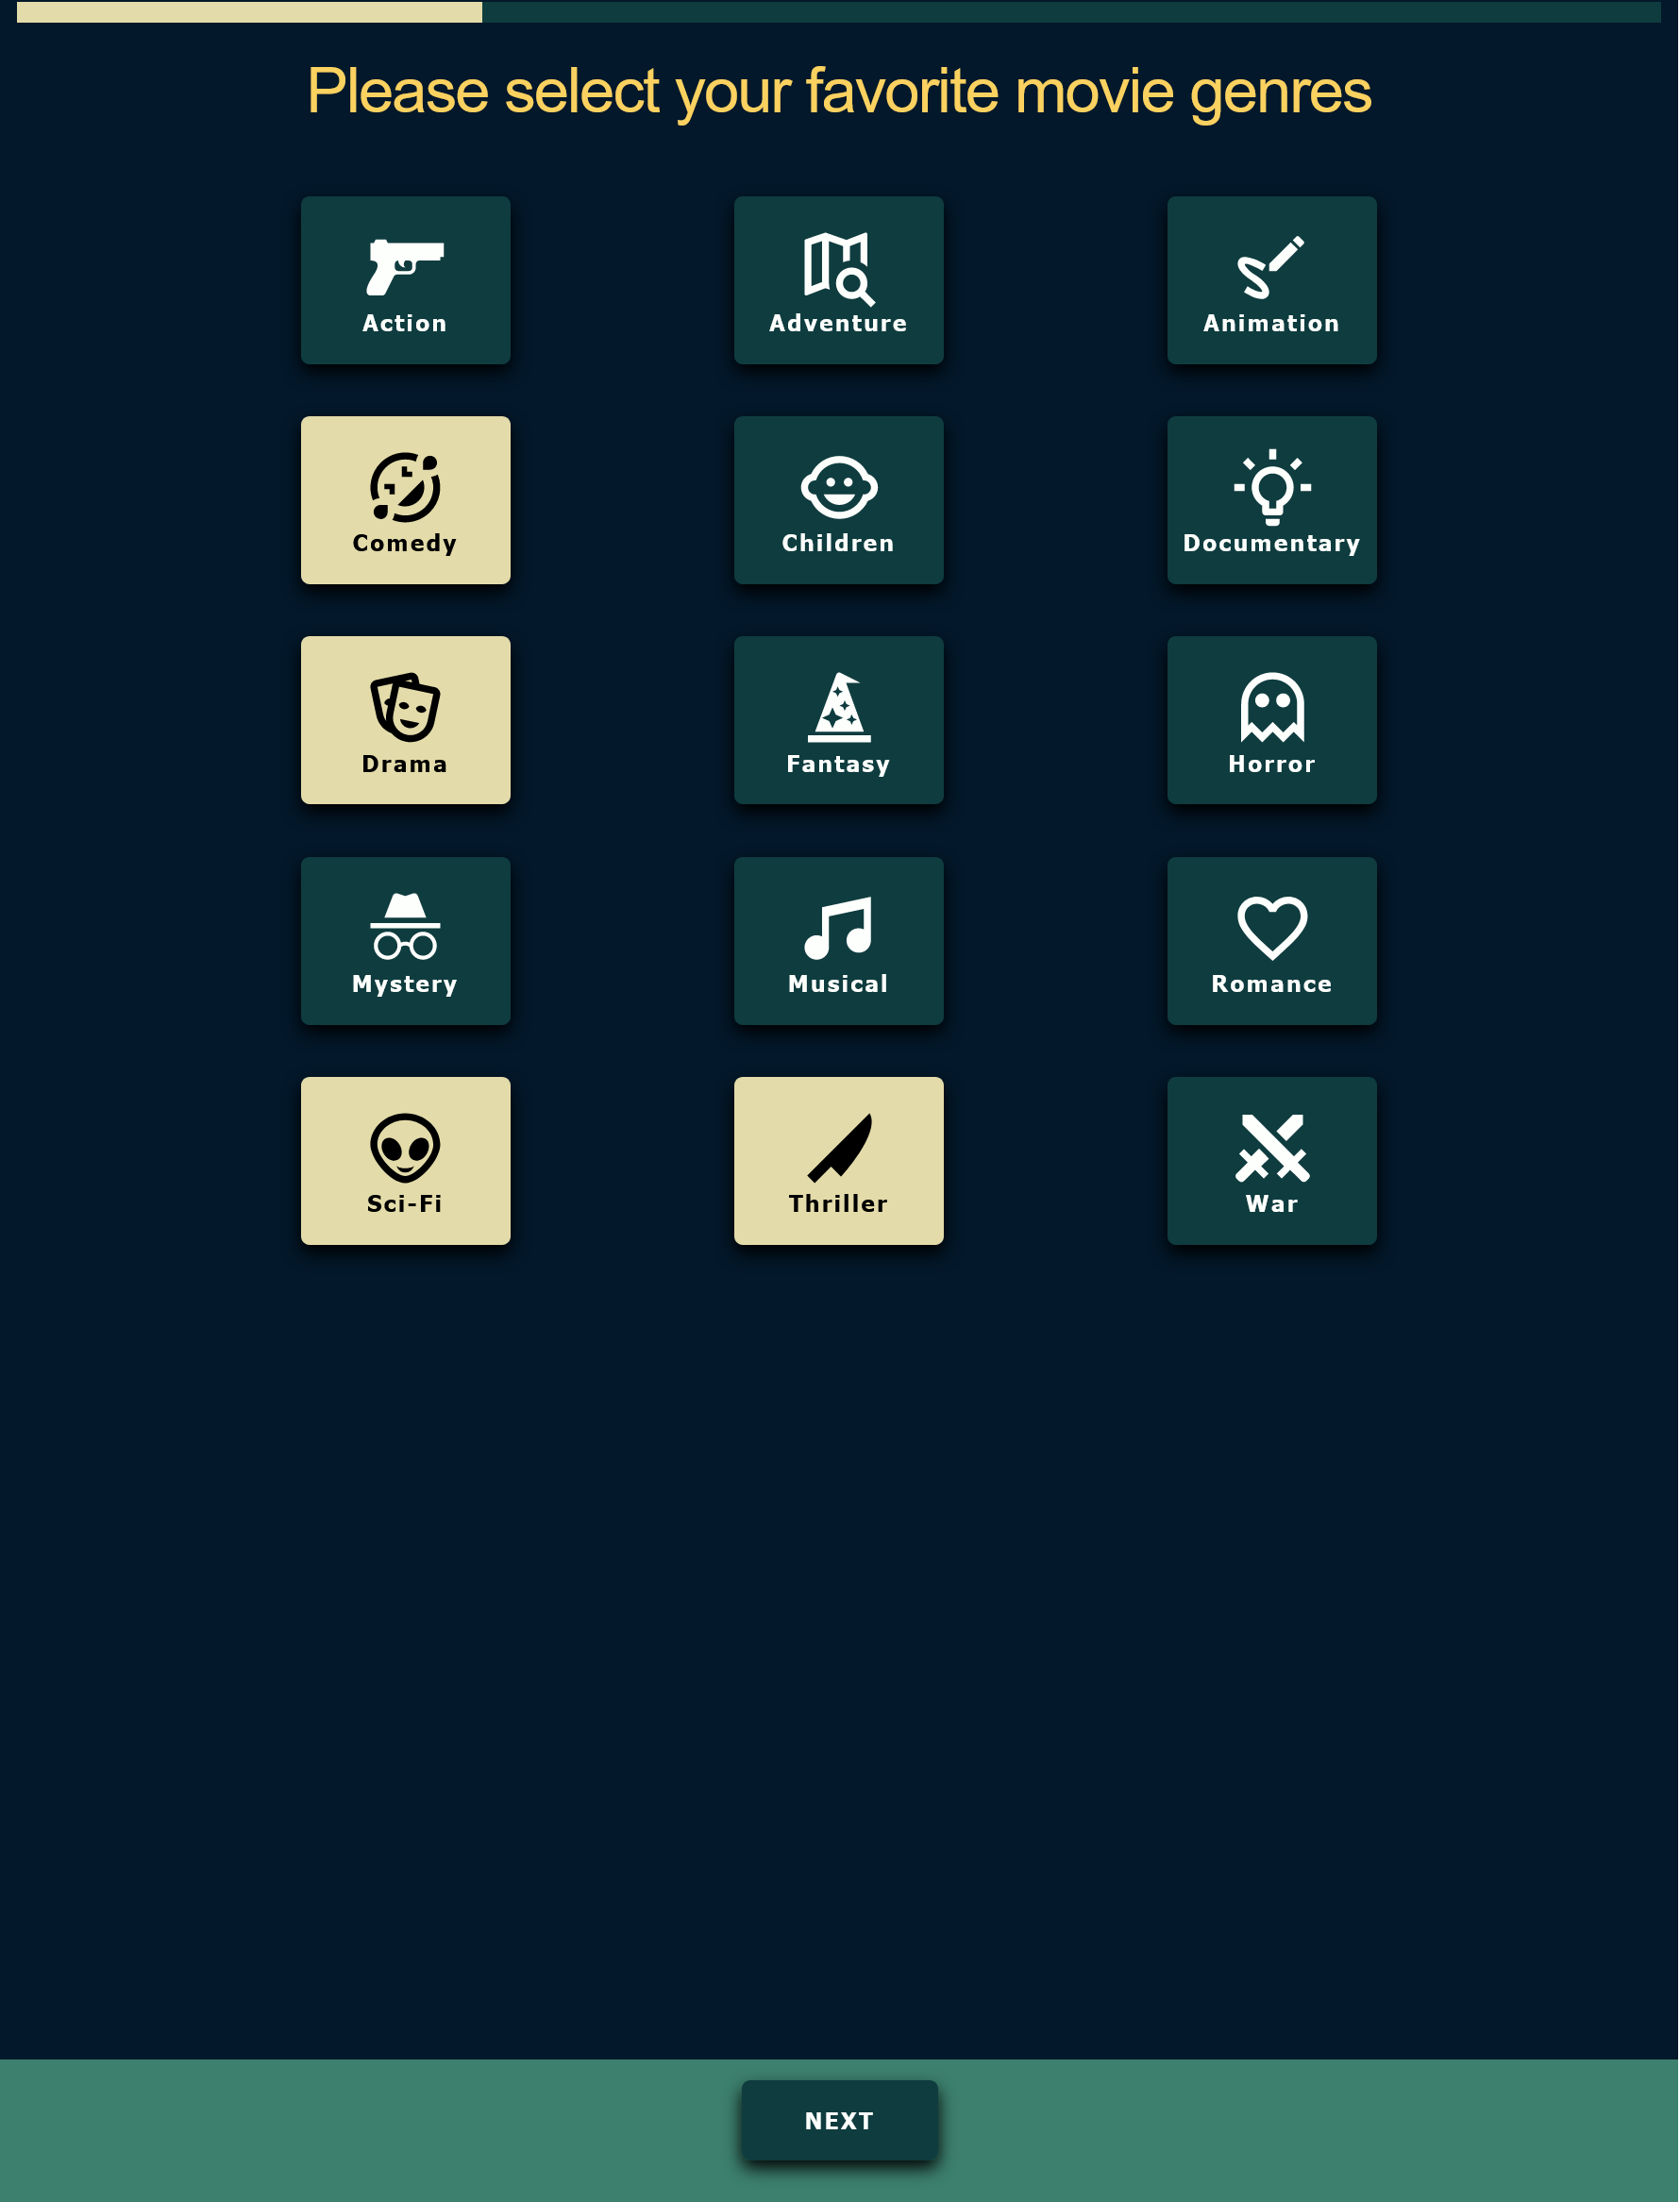 Please select your favorite movie genres
Action
Adventure
Animation
Comedy
Children
Documentary
Drama
Fantasy
Horror
Mystery
Musical
Romance
Sci-Fi
Thriller
War
NEXT